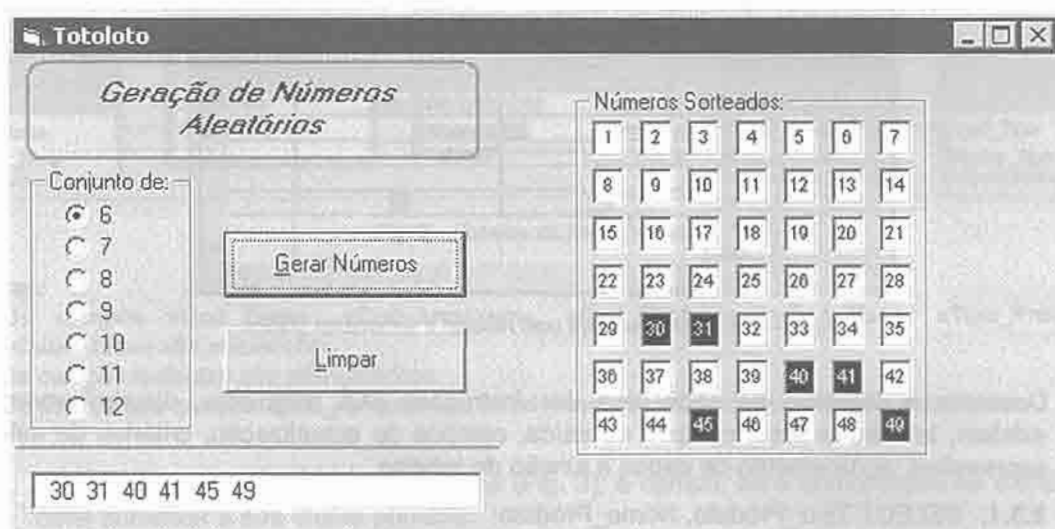 Totoloto
Geração de Números
Aleatórios
Conjunto de:
6
7
8
9
10
11
12
Gerar Números
Limpar
30 31 40 41 45 49
Números Sorteados:
1 2 3 4 5 6 7
8 9 10 11 12 13 14
15 16 17 18 19 20 21
22 23 24 25 26 27 28
29 30 31 32 33 34 35
36 37 38 39 40 41 42
43 44 45 46 47 48 49